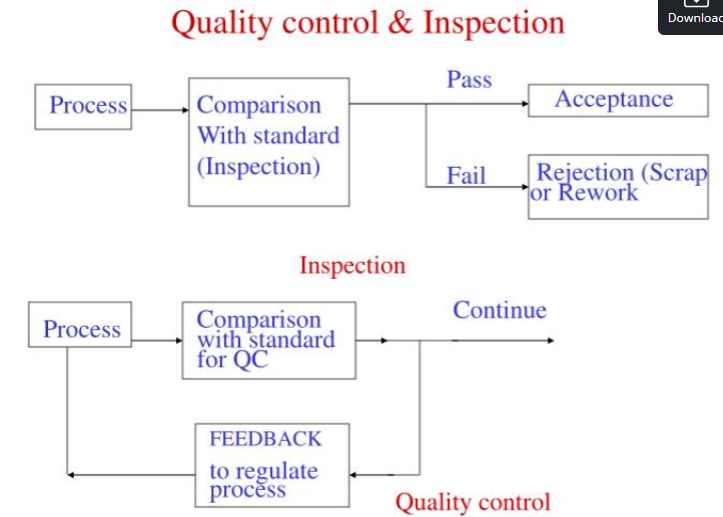 Quality control & Inspection
Download
Process
Comparison
With standard
(Inspection)
Pass
Acceptance
Fail
Rejection (Scrap
or Rework
Inspection
Process
Comparison
with standard
for QC
Continue
FEEDBACK
to regulate
process
Quality control